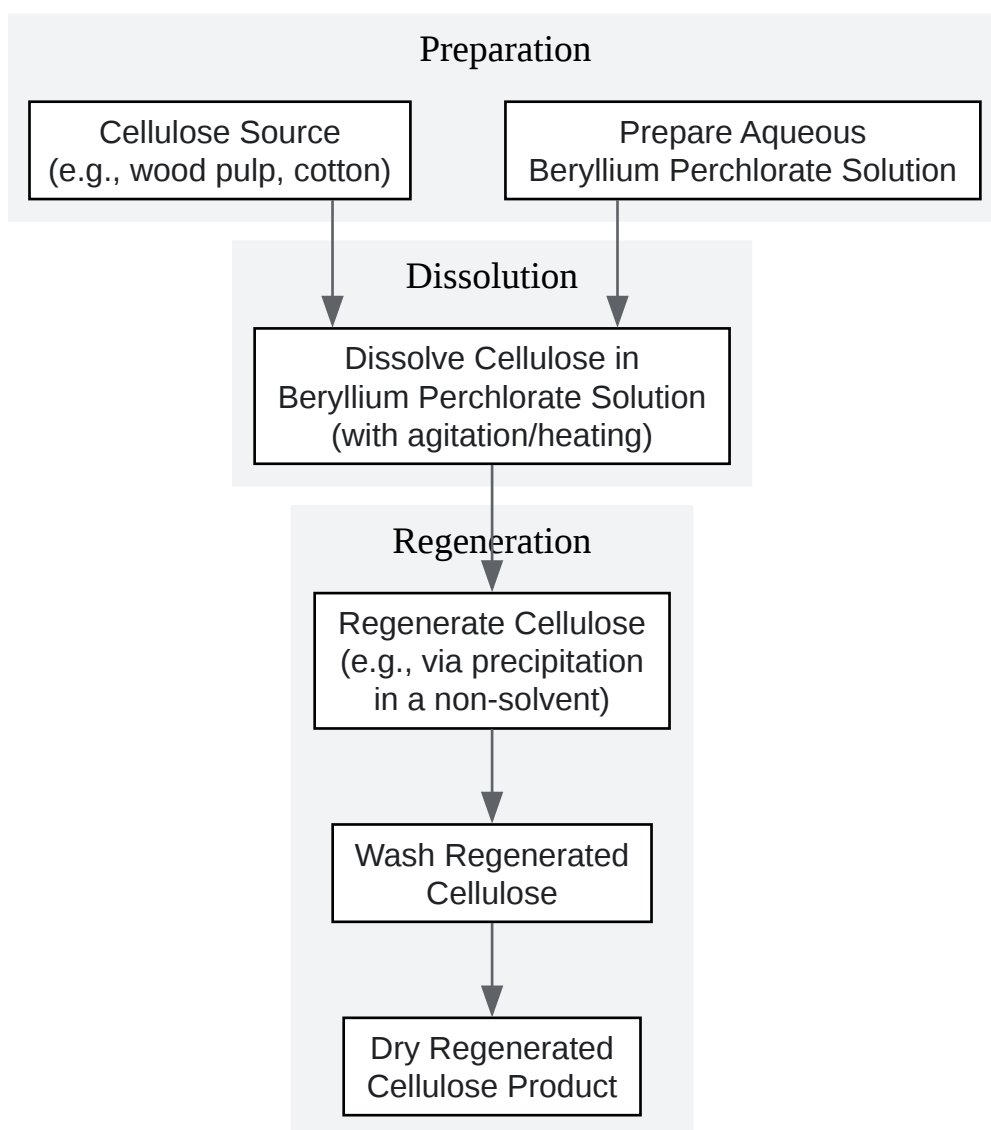 Preparation
Cellulose Source
(e.g., wood pulp, cotton)
Prepare Aqueous
Beryllium Perchlorate Solution
Dissolution
Dissolve Cellulose in
Beryllium Perchlorate Solution
(with agitation/heating)
Regeneration
Regenerate Cellulose
(e.g., via precipitation
in a non-solvent)
Wash Regenerated
Cellulose
Dry Regenerated
Cellulose Product